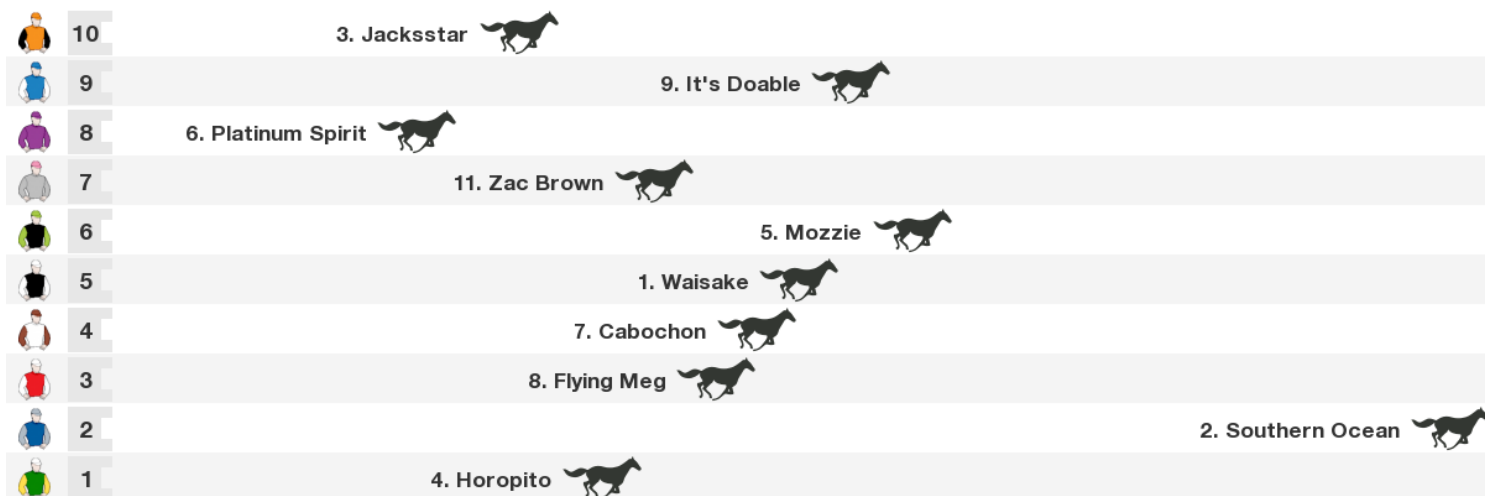 10 3. Jacksstar
9 9. It's Doable
8 6. Platinum Spirit
7 11. Zac Brown
6 5. Mozzie
5 1. Waisake
4 7. Cabochon
3 8. Flying Meg
2 2. Southern Ocean
1 4. Horopito